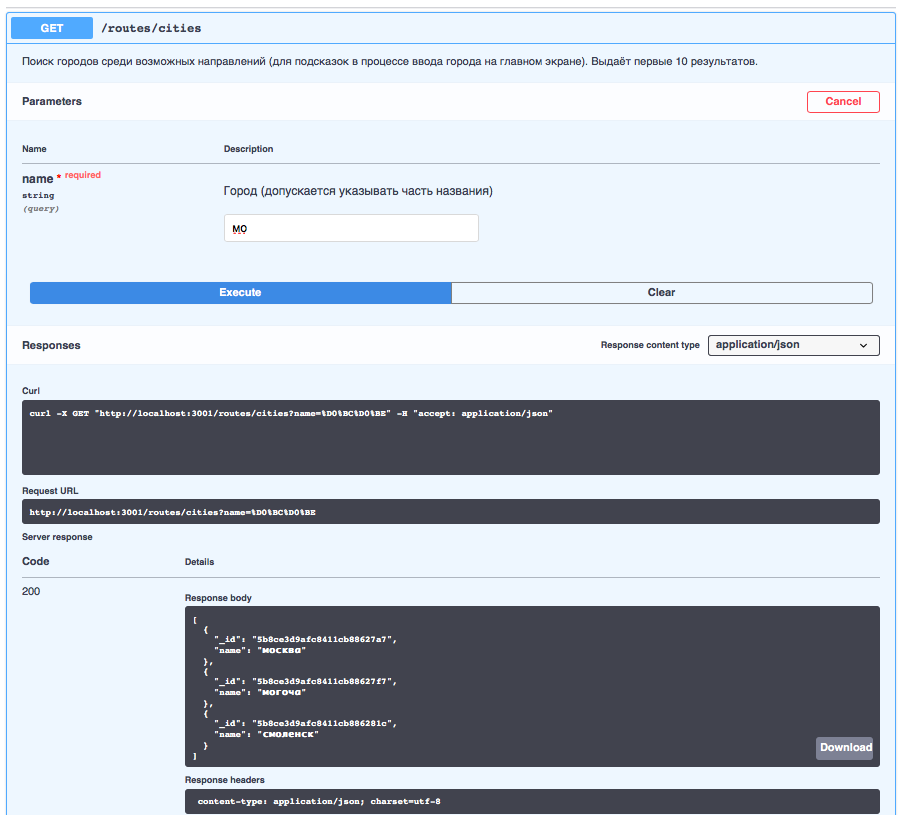 GET /routes/cities
Поиск городов среди возможных направлений (для подсказок в процессе ввода города на главном экране). Выдаёт первые 10 результатов.
Parameters
Cancel
Name Description
name * required
string
(query)
Город (допускается указывать часть названия)
мо
Execute Clear
Responses
Response content type application/json
Curl
curl -X GET "http://localhost:3001/routes/cities?name=%D0%BC%D0%BE" -H "accept: application/json"
Request URL
http://localhost:3001/routes/cities?name=%D0%BC%D0%BE
Server response
Code Details
200
Response body
[
{
"_id": "5b8ce3d9afc8411cb88627a7",
"name": "москва"
},
{
"_id": "5b8ce3d9afc8411cb88627f7",
"name": "могоча"
},
{
"_id": "5b8ce3d9afc8411cb886281c",
"name": "смоленск"
}
]
Download
Response headers
content-type: application/json; charset=utf-8